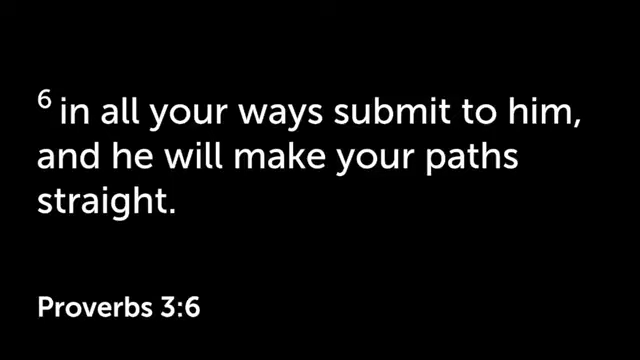 6 in all your ways submit to him,
and he will make your paths
straight.
Proverbs 3:6